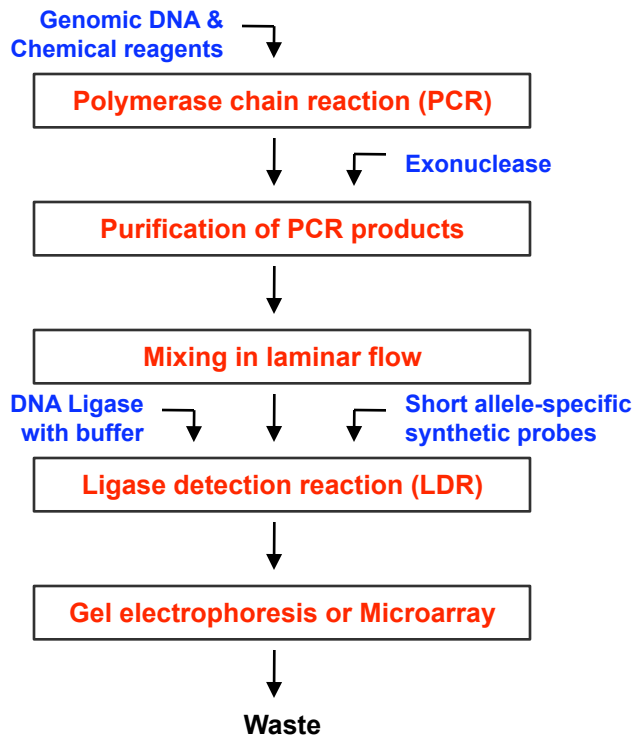 Genomic DNA &
Chemical reagents
Polymerase chain reaction (PCR)
Exonuclease
Purification of PCR products
Mixing in laminar flow
DNA Ligase
with buffer
Short allele-specific
synthetic probes
Ligase detection reaction (LDR)
Gel electrophoresis or Microarray
Waste